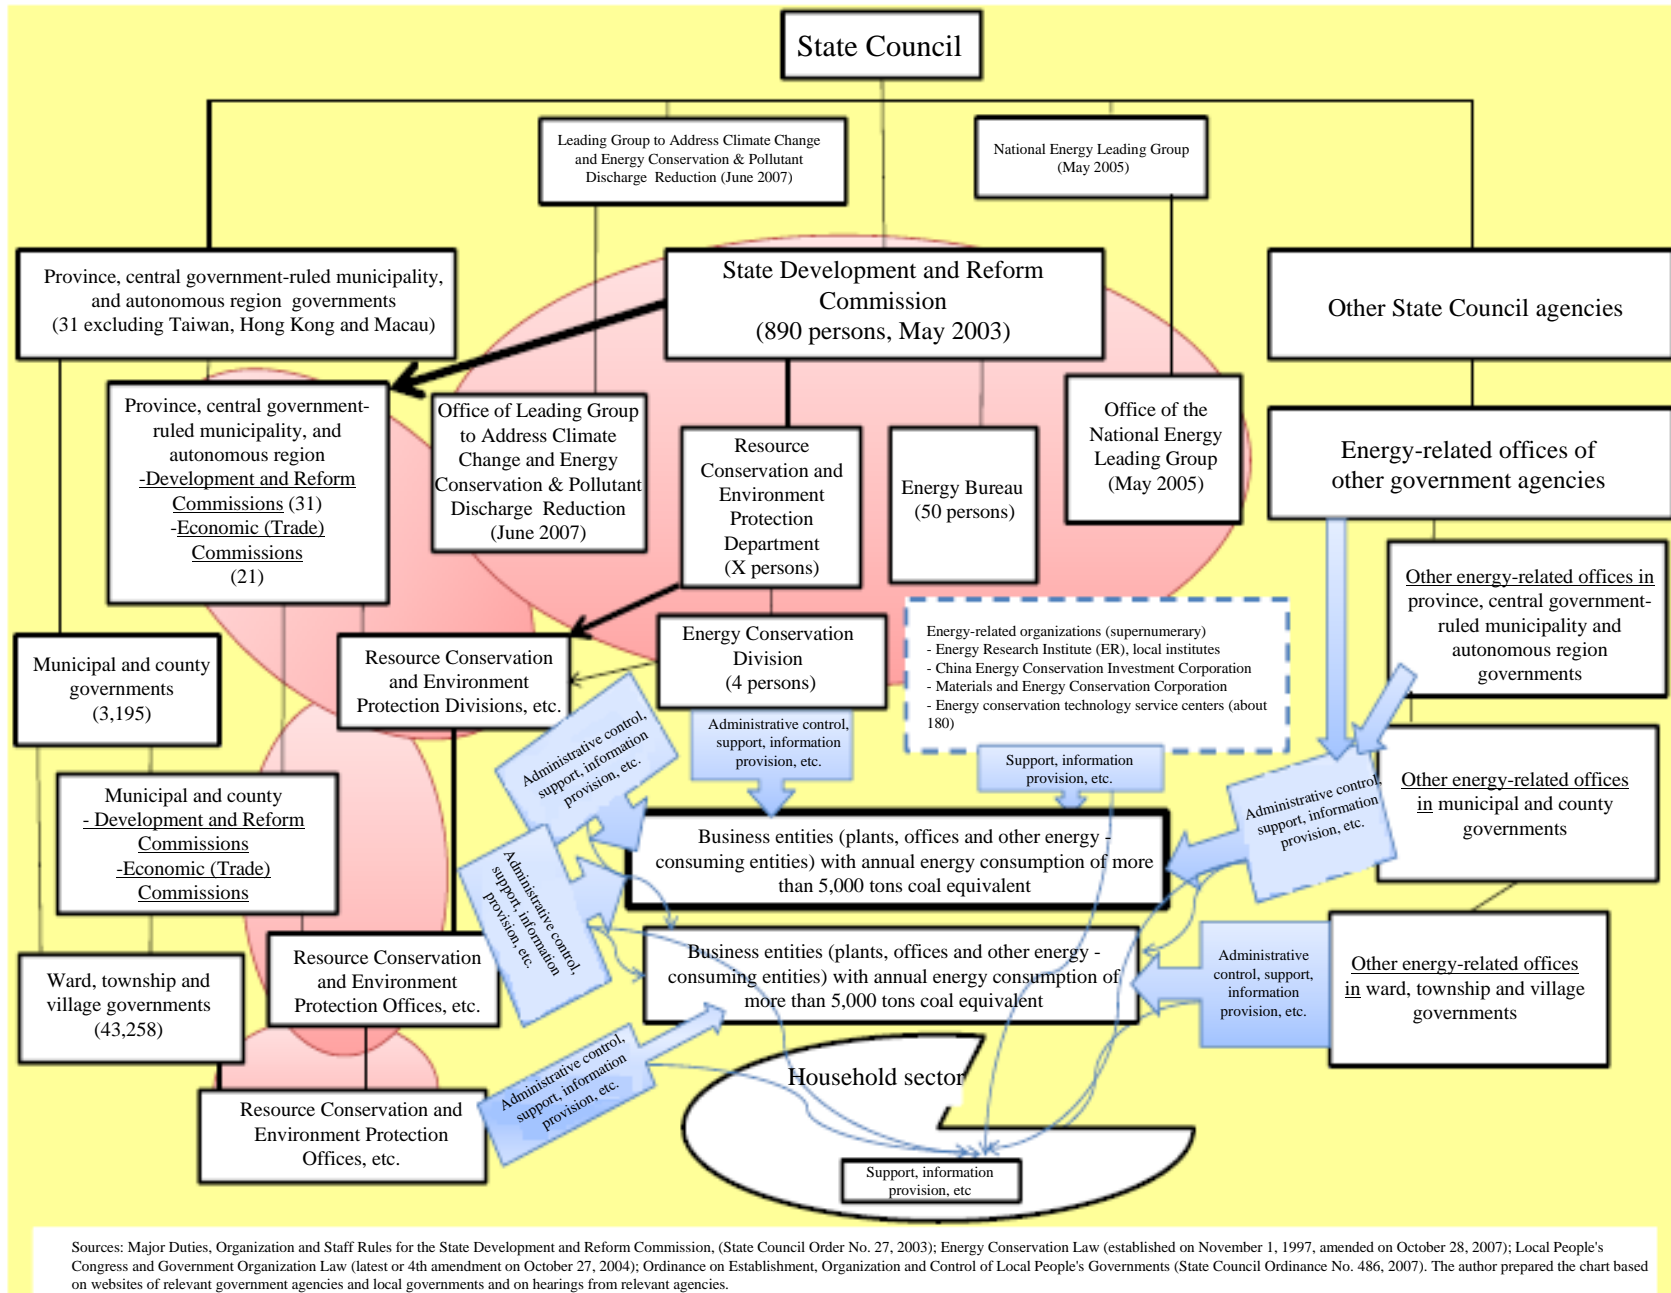 State Council
Leading Group to Address Climate Change
and Energy Conservation & Pollutant
Discharge Reduction (June 2007)
National Energy Leading Group
(May 2005)
Province, central government-ruled municipality,
and autonomous region governments
(31 excluding Taiwan, Hong Kong and Macau)
State Development and Reform
Commission
(890 persons, May 2003)
Other State Council agencies
Province, central government-
ruled municipality, and
autonomous region
-Development and Reform
Commissions (31)
-Economic (Trade)
Commissions
(21)
Office of Leading Group
to Address Climate
Change and Energy
Conservation & Pollutant
Discharge Reduction
(June 2007)
Resource
Conservation and
Environment
Protection
Department
(X persons)
Energy Bureau
(50 persons)
Office of the
National Energy
Leading Group
(May 2005)
Energy-related offices of
other government agencies
Other energy-related offices in
province, central government-
ruled municipality and
autonomous region
governments
Municipal and county
governments
(3,195)
Resource Conservation
and Environment
Protection Divisions, etc.
Energy Conservation
Division
(4 persons)
Energy-related organizations (supernumerary)
- Energy Research Institute (ER), local institutes
- China Energy Conservation Investment Corporation
- Materials and Energy Conservation Corporation
- Energy conservation technology service centers (about
180)
Administrative control,
support, information
provision, etc.
Administrative control,
support, information
provision, etc.
Support, information
provision, etc.
Administrative control,
support, information
provision, etc.
Other energy-related offices
in municipal and county
governments
Municipal and county
- Development and Reform
Commissions
-Economic (Trade)
Commissions
Administrative control,
support, information
provision, etc.
Business entities (plants, offices and other energy -
consuming entities) with annual energy consumption of more
than 5,000 tons coal equivalent
Business entities (plants, offices and other energy -
consuming entities) with annual energy consumption of
more than 5,000 tons coal equivalent
Administrative
control, support,
information
provision, etc.
Other energy-related offices
in ward, township and village
governments
Ward, township and
village governments
(43,258)
Resource Conservation
and Environment
Protection Offices, etc.
Administrative control,
support, information
provision, etc.
Household sector
Resource Conservation and
Environment Protection
Offices, etc.
Support, information
provision, etc
Sources: Major Duties, Organization and Staff Rules for the State Development and Reform Commission, (State Council Order No. 27, 2003); Energy Conservation Law (established on November 1, 1997, amended on October 28, 2007); Local People's
Congress and Government Organization Law (latest or 4th amendment on October 27, 2004); Ordinance on Establishment, Organization and Control of Local People's Governments (State Council Ordinance No. 486, 2007). The author prepared the chart based
on websites of relevant government agencies and local governments and on hearings from relevant agencies.